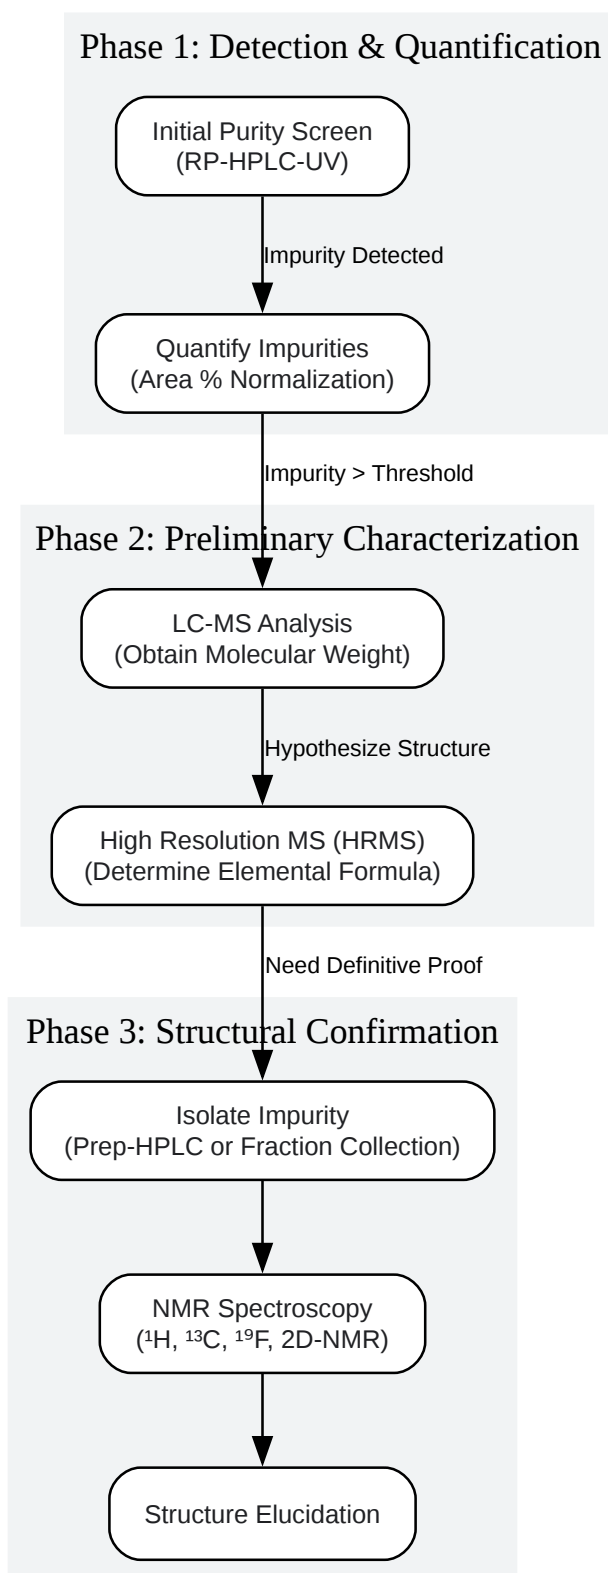 Phase 1: Detection & Quantification
Initial Purity Screen
(RP-HPLC-UV)
Impurity Detected
Quantify Impurities
(Area % Normalization)
Impurity > Threshold
Phase 2: Preliminary Characterization
LC-MS Analysis
(Obtain Molecular Weight)
Hypothesize Structure
High Resolution MS (HRMS)
(Determine Elemental Formula)
Need Definitive Proof
Phase 3: Structural Confirmation
Isolate Impurity
(Prep-HPLC or Fraction Collection)
NMR Spectroscopy
(¹H, ¹³C, ¹⁹F, 2D-NMR)
Structure Elucidation